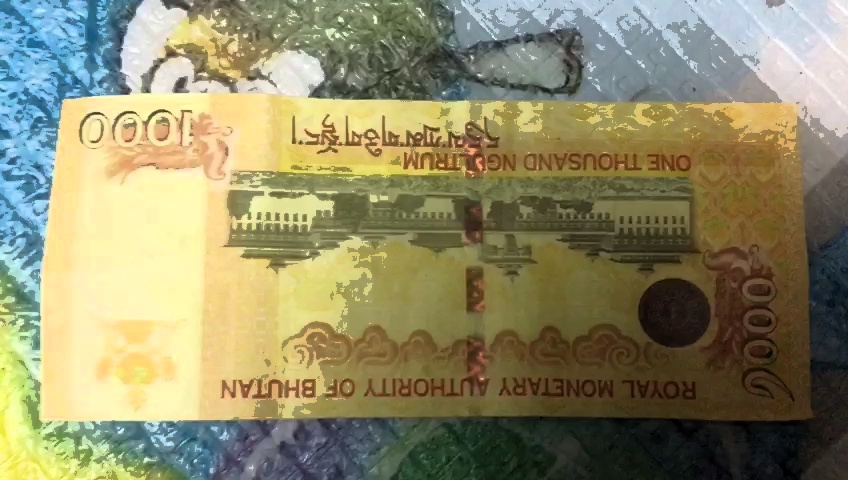 ROYAL MONETARY AUTHORITY OF BHUTAN
1000
ONE THOUSAND NGULTRUM
1000